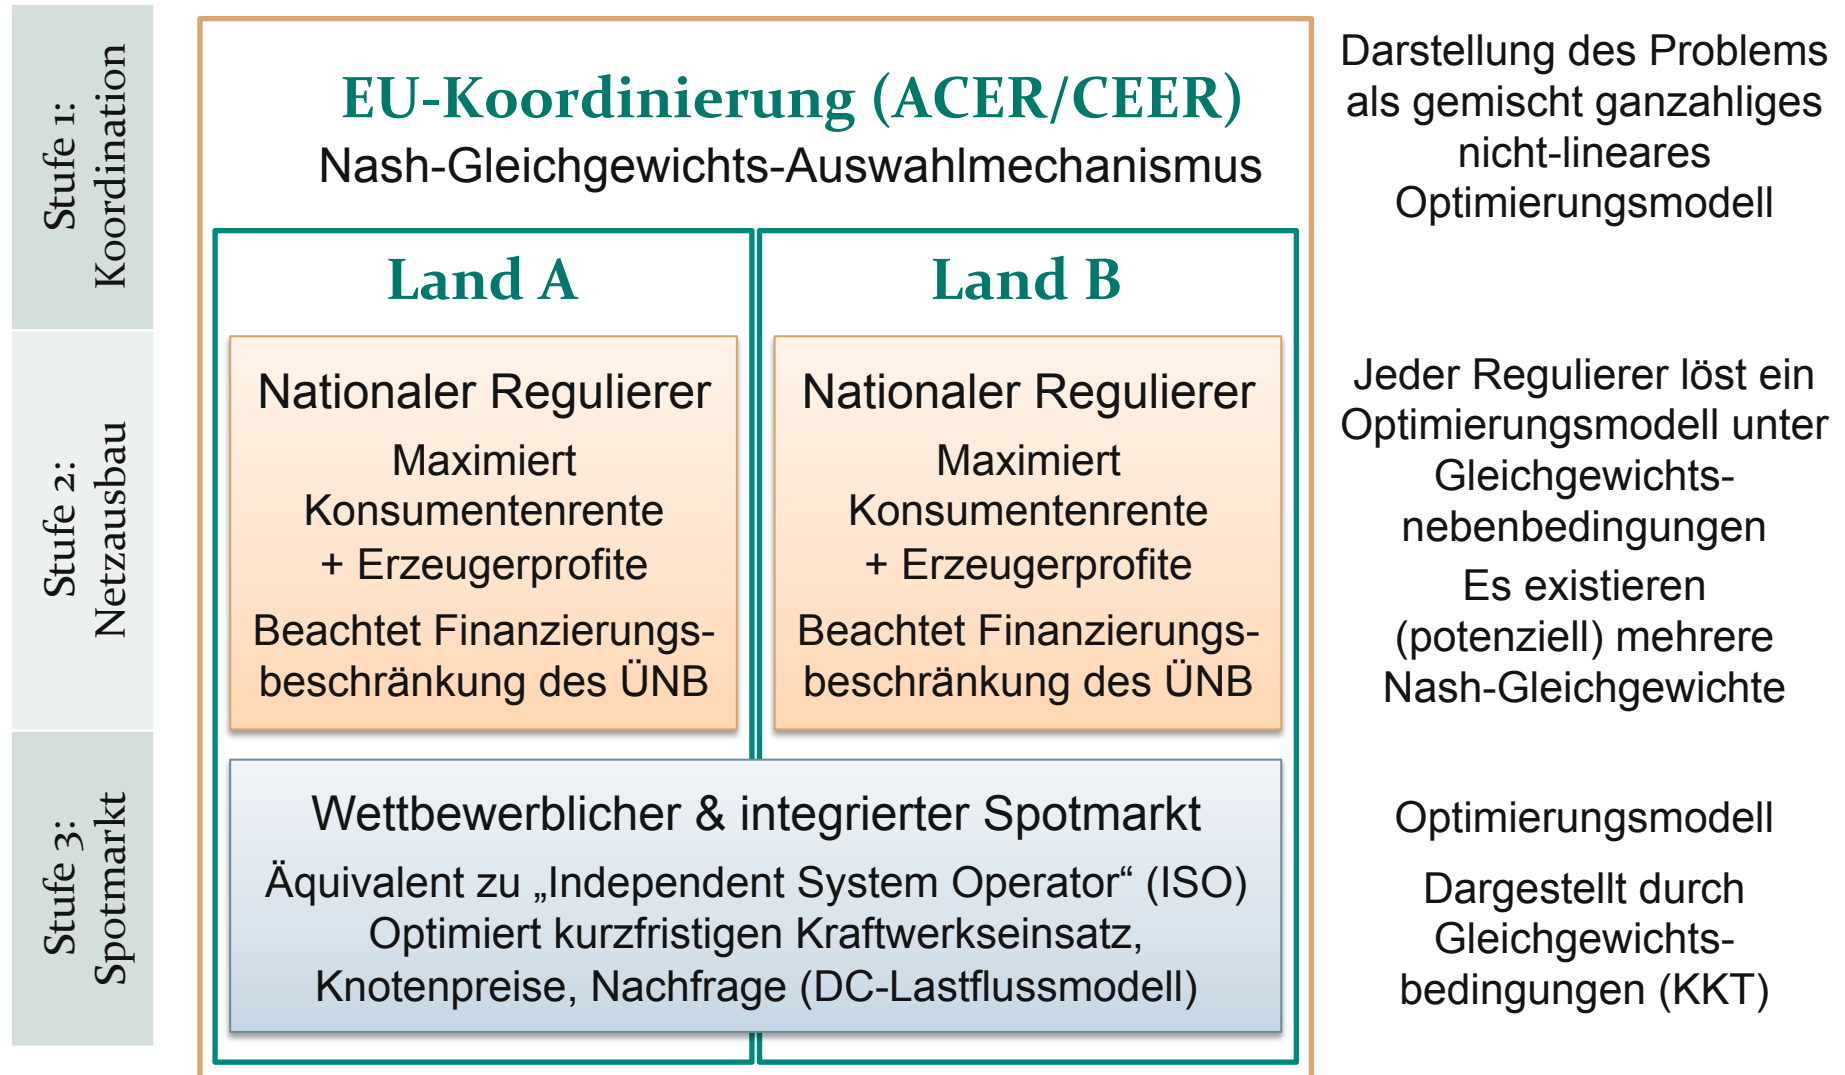 Stufe 1:
Koordination
EU-Koordinierung (ACER/CEER)
Nash-Gleichgewichts-Auswahlmechanismus
Darstellung des Problems
als gemischt ganzahliges
nicht-lineares
Optimierungsmodell
Stufe 2:
Netzausbau
Land A
Nationaler Regulierer
Maximiert
Konsumentenrente
+ Erzeugerprofite
Beachtet Finanzierungs-
beschränkung des ÜNB
Land B
Nationaler Regulierer
Maximiert
Konsumentenrente
+ Erzeugerprofite
Beachtet Finanzierungs-
beschränkung des ÜNB
Jeder Regulierer löst ein
Optimierungsmodell unter
Gleichgewichts-
nebenbedingungen
Es existieren
(potenziell) mehrere
Nash-Gleichgewichte
Stufe 3:
Spotmarkt
Wettbewerblicher & integrierter Spotmarkt
Äquivalent zu „Independent System Operator“ (ISO)
Optimiert kurzfristigen Kraftwerkseinsatz,
Knotenpreise, Nachfrage (DC-Lastflussmodell)
Optimierungsmodell
Dargestellt durch
Gleichgewichts-
bedingungen (KKT)